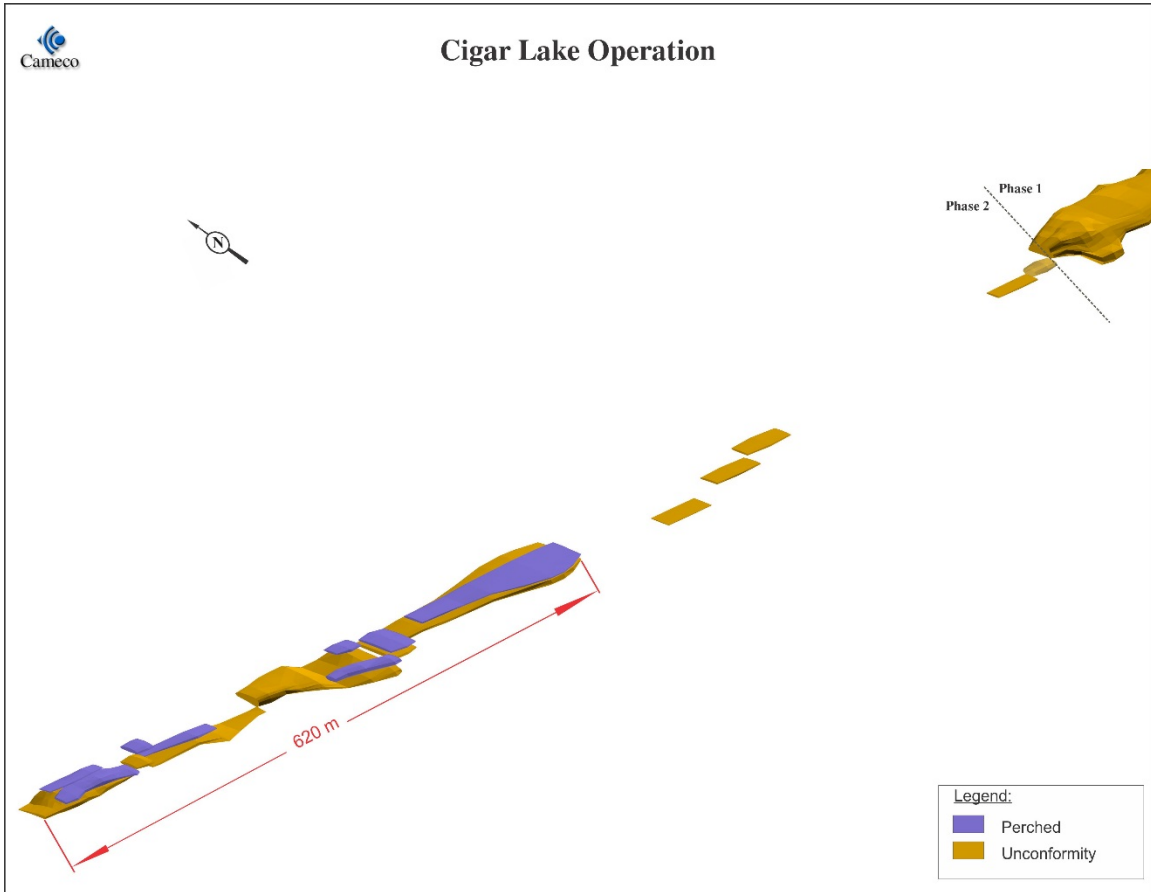 Cameco
Cigar Lake Operation
Phase 1
Phase 2
N
620 m
Legend:
Perched
Unconformity